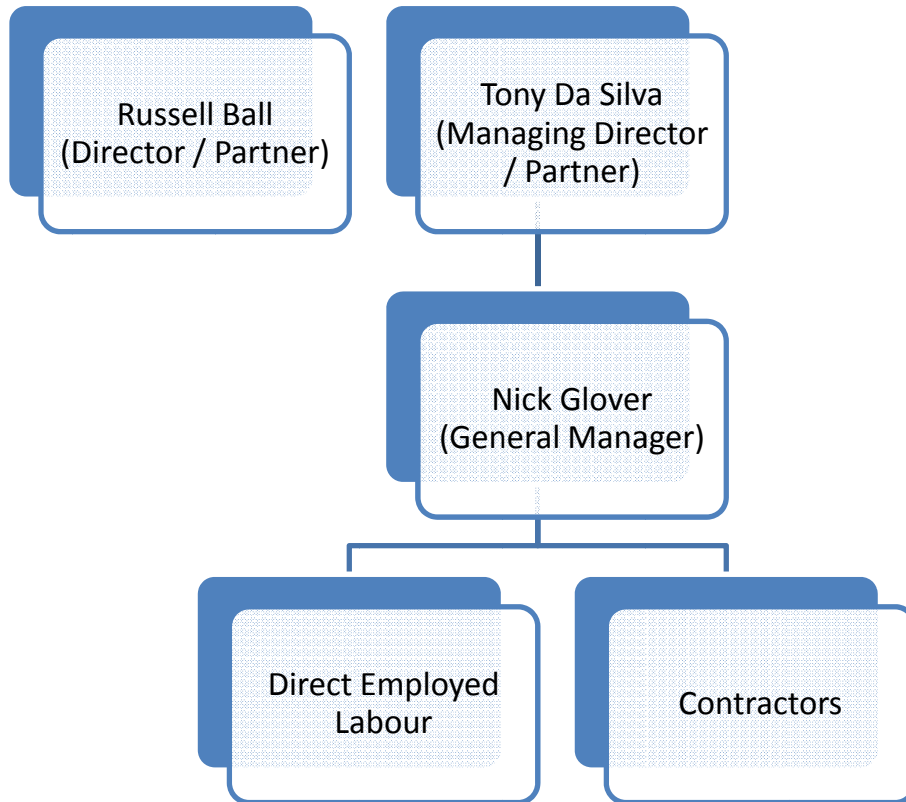 Russell Ball
(Director / Partner)
Tony Da Silva
(Managing Director
/ Partner)
Nick Glover
(General Manager)
Direct Employed
Labour
Contractors